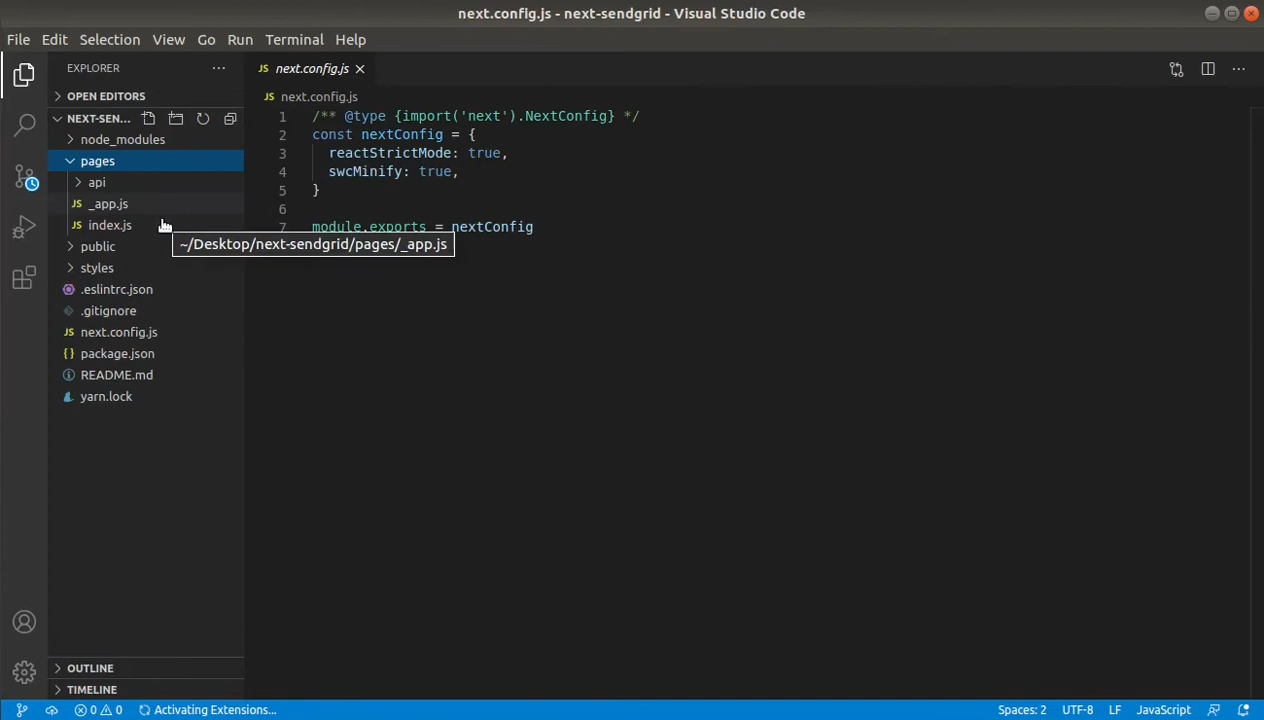 next.config.js - next-sendgrid - Visual Studio Code
File Edit Selection View Go Run Terminal Help
EXPLORER
OPEN EDITORS
NEXT-SEN...
node_modules
pages
api
_app.js
index.js
public
styles
.eslintrc.json
.gitignore
JS next.config.js
{} package.json
README.md
yarn.lock
OUTLINE
TIMELINE
JS next.config.js
JS next.config.js
1 /** @type {import('next').NextConfig} */
2 const nextConfig = {
3 reactStrictMode: true,
4 swcMinify: true,
5 }
6
7 module.exports = nextConfig
~/Desktop/next-sendgrid/pages/_app.js
0 0 Activating Extensions... Spaces: 2 UTF-8 LF JavaScript